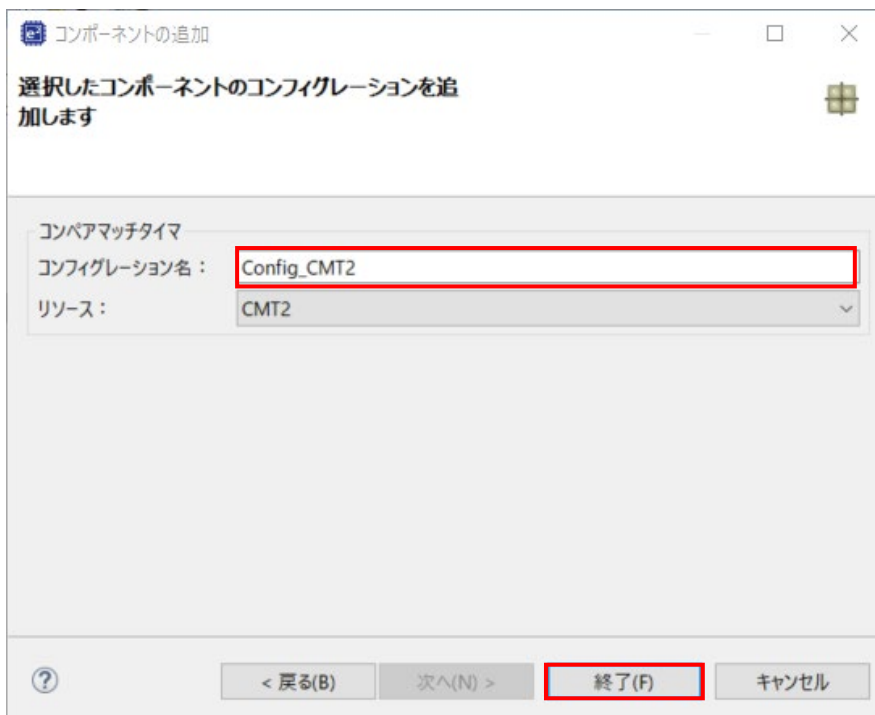 コンポーネントの追加
選択したコンポーネントのコンフィグレーションを追
加します
コンペアマッチタイマ
コンフィグレーション名：
Config_CMT2
リソース：
CMT2
< 戻る(B)
次へ(N) >
終了(F)
キャンセル